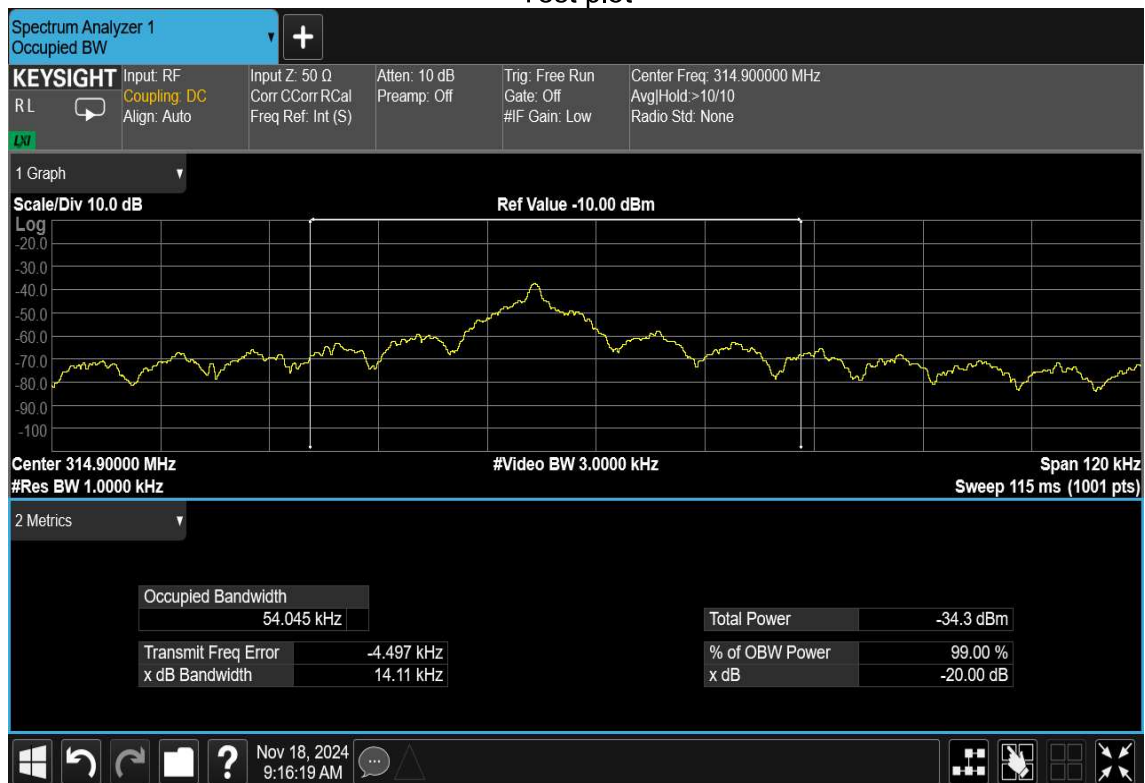 Test plot
Spectrum Analyzer 1
Occupied BW
KEYSIGHT
R L
LXI
Input: RF
Coupling: DC
Align: Auto
Input Z: 50 Ω
Corr CCorr RCal
Freq Ref: Int (S)
Atten: 10 dB
Preamp: Off
Trig: Free Run
Gate: Off
#IF Gain: Low
Center Freq: 314.900000 MHz
Avg|Hold:>10/10
Radio Std: None
1 Graph
Scale/Div 10.0 dB
Ref Value -10.00 dBm
Log
-20.0
-30.0
-40.0
-50.0
-60.0
-70.0
-80.0
-90.0
-100
Center 314.90000 MHz
#Video BW 3.0000 kHz
Span 120 kHz
#Res BW 1.0000 kHz
Sweep 115 ms (1001 pts)
2 Metrics
Occupied Bandwidth
54.045 kHz
Total Power -34.3 dBm
Transmit Freq Error -4.497 kHz
% of OBW Power 99.00 %
x dB Bandwidth 14.11 kHz
x dB -20.00 dB
?
Nov 18, 2024
9:16:19 AM